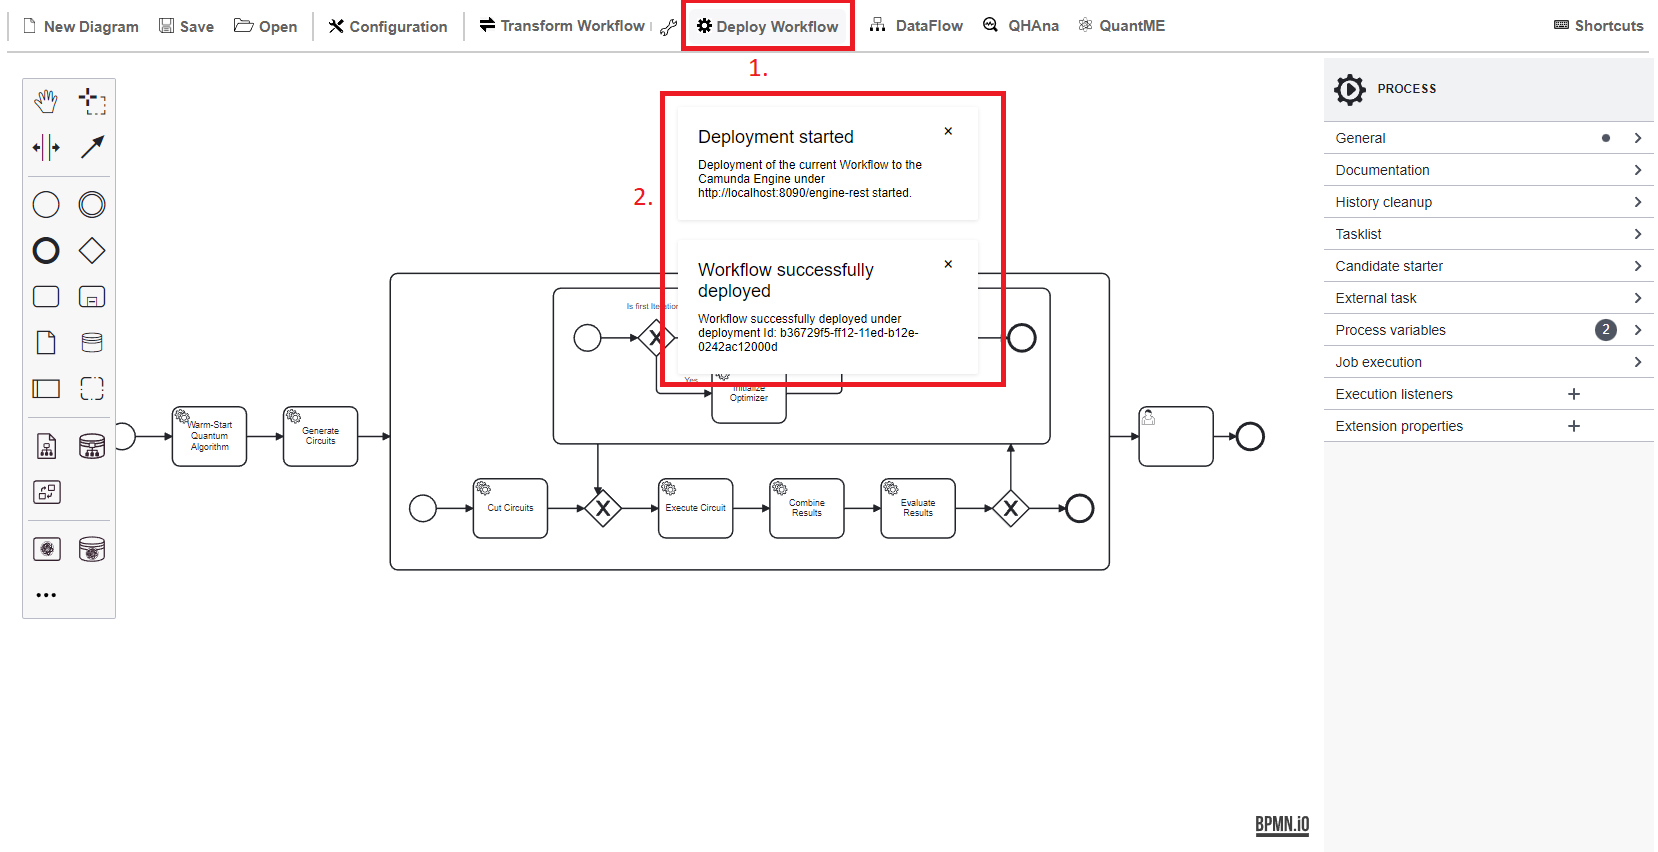 New Diagram
Save
Open
Configuration
Transform Workflow
Deploy Workflow
DataFlow
QHAna
QuantME
Shortcuts
1.
2.
Deployment started
×
Deployment of the current Workflow to the
Camunda Engine under
http://localhost:8090/engine-rest started.
Workflow successfully
deployed
×
Workflow successfully deployed under
deployment Id: b36729f5-ff12-11ed-b12e-
0242ac12000d
PROCESS
General
Documentation
History cleanup
Tasklist
Candidate starter
External task
Process variables
2
Job execution
Execution listeners
Extension properties
Is first Iteration
Yes
Initialize
Optimizer
Warm-Start
Quantum
Algorithm
Generate
Circuits
Cut Circuits
Execute Circuit
Combine
Results
Evaluate
Results
BPMN.iO